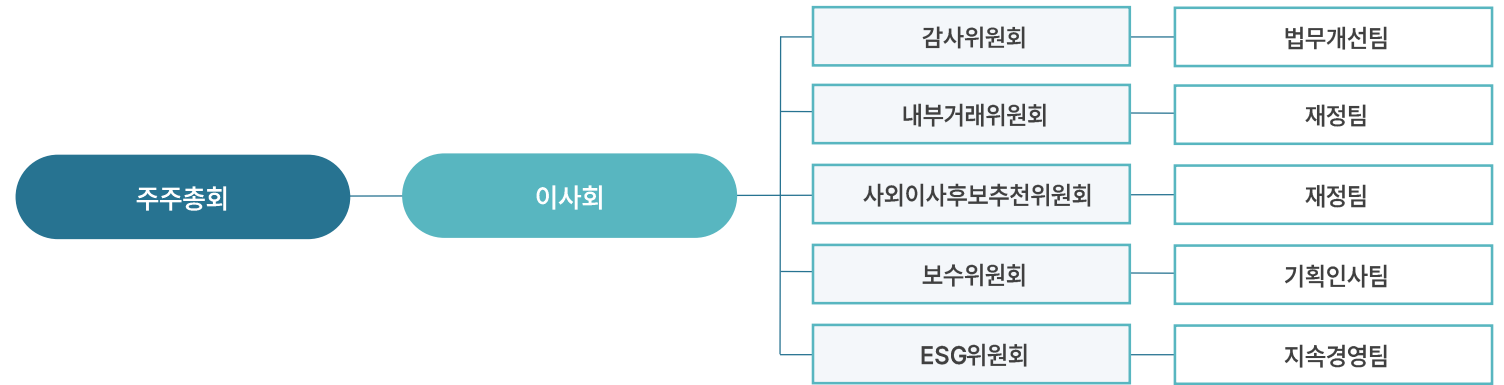 주주총회
이사회
감사위원회
법무개선팀
내부거래위원회
재정팀
사외이사후보추천위원회
재정팀
보수위원회
기획인사팀
ESG위원회
지속경영팀